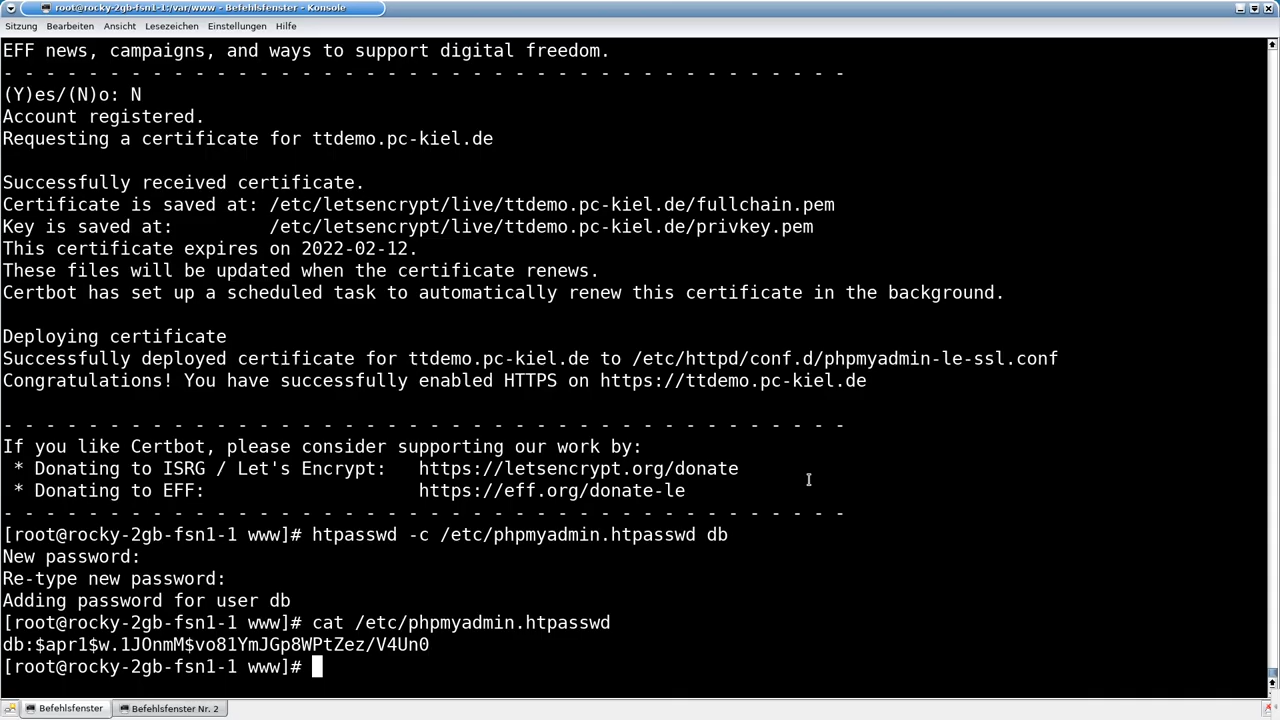 root@rocky-2gb-fsn1-1:/var/www - Befehlsfenster - Konsole
Sitzung Bearbeiten Ansicht Lesezeichen Einstellungen Hilfe
EFF news, campaigns, and ways to support digital freedom.
- - - - - - - - - - - - - - - - - - - - - - - - - - - - - - - - - - - - - - - -
(Y)es/(N)o: N
Account registered.
Requesting a certificate for ttdemo.pc-kiel.de
Successfully received certificate.
Certificate is saved at: /etc/letsencrypt/live/ttdemo.pc-kiel.de/fullchain.pem
Key is saved at:         /etc/letsencrypt/live/ttdemo.pc-kiel.de/privkey.pem
This certificate expires on 2022-02-12.
These files will be updated when the certificate renews.
Certbot has set up a scheduled task to automatically renew this certificate in the background.
Deploying certificate
Successfully deployed certificate for ttdemo.pc-kiel.de to /etc/httpd/conf.d/phpmyadmin-le-ssl.conf
Congratulations! You have successfully enabled HTTPS on https://ttdemo.pc-kiel.de
- - - - - - - - - - - - - - - - - - - - - - - - - - - - - - - - - - - - - - - -
If you like Certbot, please consider supporting our work by:
 * Donating to ISRG / Let's Encrypt:   https://letsencrypt.org/donate
 * Donating to EFF:                    https://eff.org/donate-le
- - - - - - - - - - - - - - - - - - - - - - - - - - - - - - - - - - - - - - - -
[root@rocky-2gb-fsn1-1 www]# htpasswd -c /etc/phpmyadmin.htpasswd db
New password:
Re-type new password:
Adding password for user db
[root@rocky-2gb-fsn1-1 www]# cat /etc/phpmyadmin.htpasswd
db:$apr1$w.1JOnmM$vo81YmJGp8WPtZez/V4Un0
[root@rocky-2gb-fsn1-1 www]#
Befehlsfenster Befehlsfenster Nr. 2